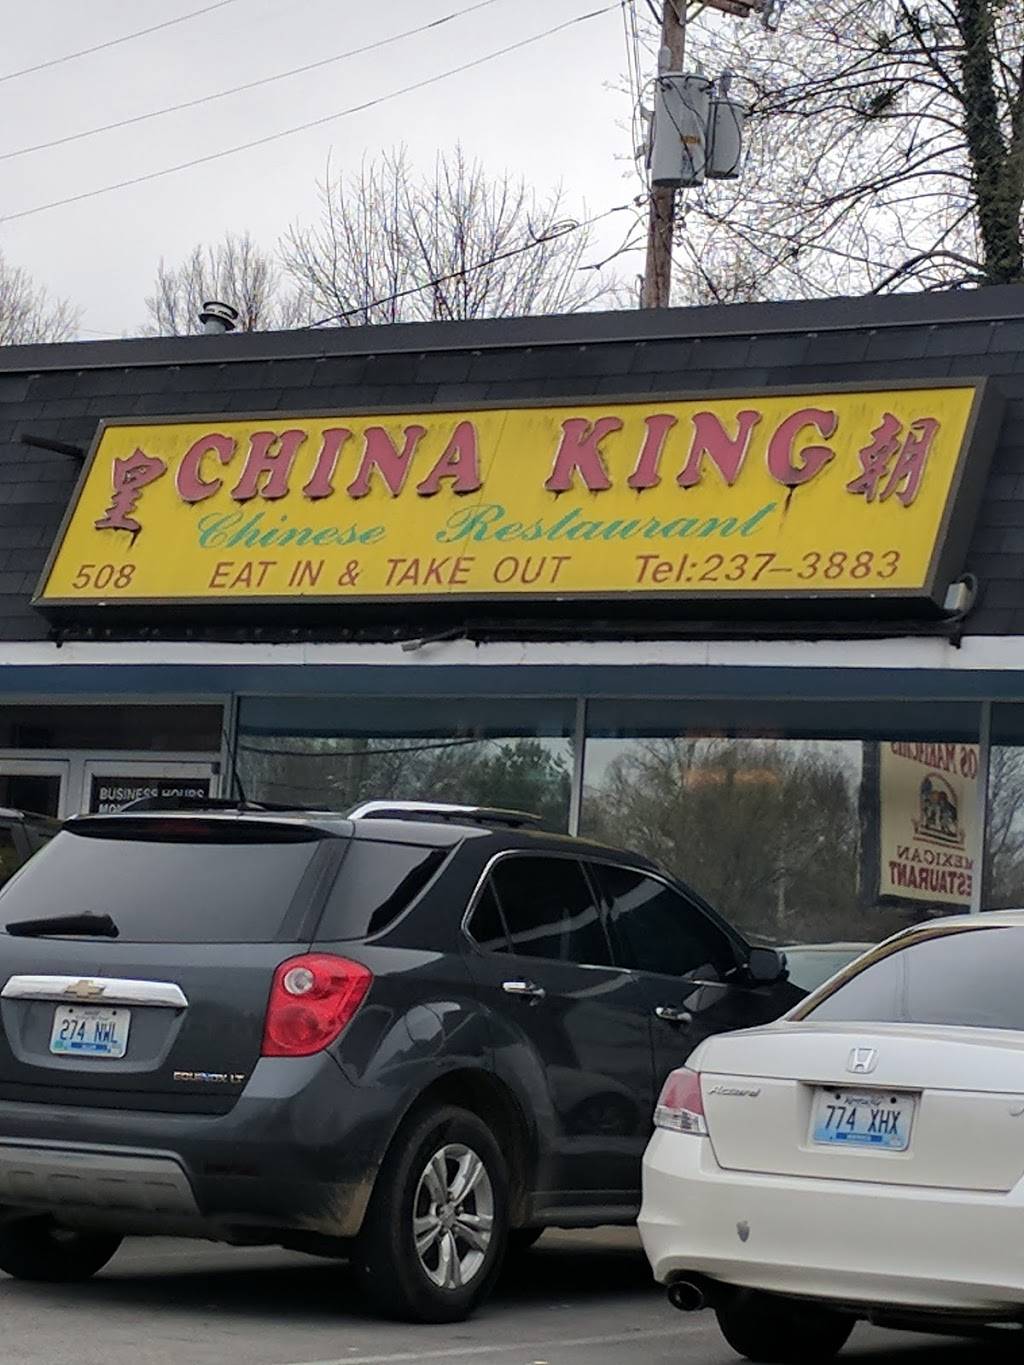 皇 CHINA KING 朝
Chinese Restaurant
508 EAT IN & TAKE OUT Tel:237-3883
BUSINESS HOURS
MEXICAN
274 NWL
EQUINOX LT
Accord
774 XHX